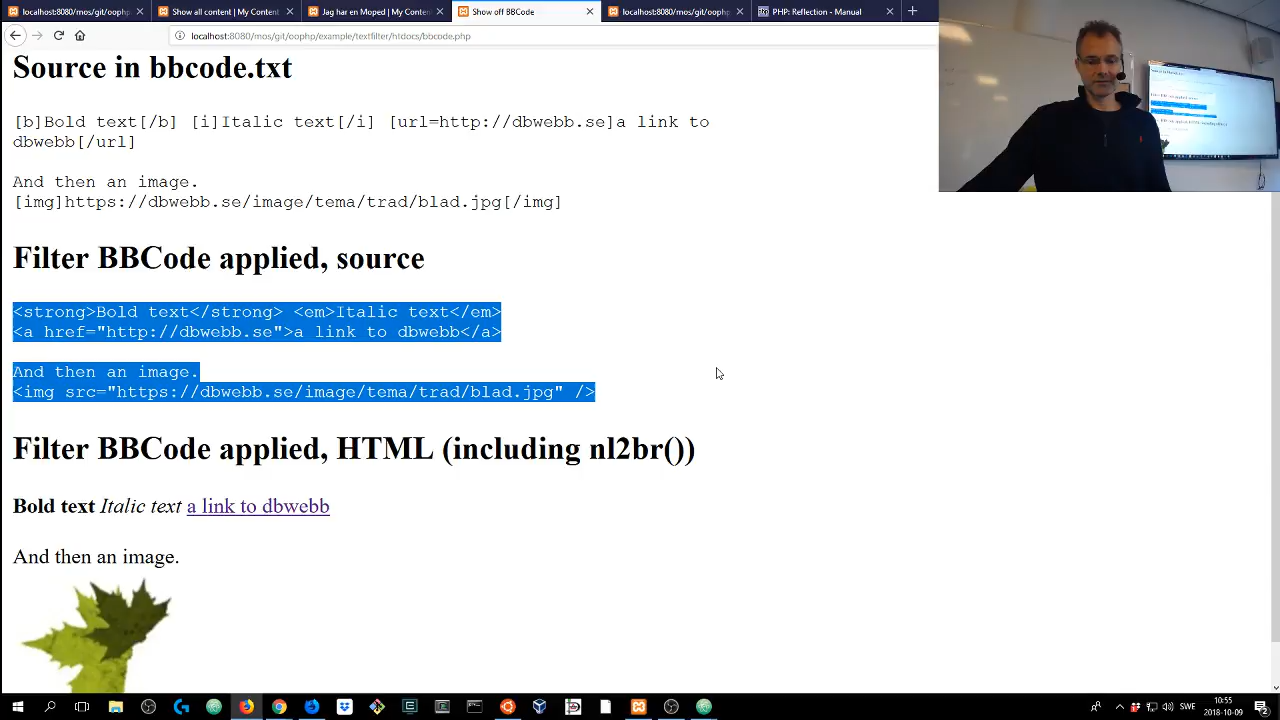 localhost:8080/mos/git/oophp/
Show all content | My Content
Jag har en Moped | My Content
Show off BBCode
localhost:8080/mos/git/oophp
PHP: Reflection - Manual
localhost:8080/mos/git/oophp/example/textfilter/htdocs/bbcode.php
Source in bbcode.txt
[b]Bold text[/b] [i]Italic text[/i] [url=http://dbwebb.se]a link to
dbwebb[/url]
And then an image.
[img]https://dbwebb.se/image/tema/trad/blad.jpg[/img]
Filter BBCode applied, source
<strong>Bold text</strong> <em>Italic text</em>
<a href="http://dbwebb.se">a link to dbwebb</a>
And then an image.
<img src="https://dbwebb.se/image/tema/trad/blad.jpg" />
Filter BBCode applied, HTML (including nl2br())
Bold text Italic text a link to dbwebb
And then an image.
SWE
10:55
2018-10-09